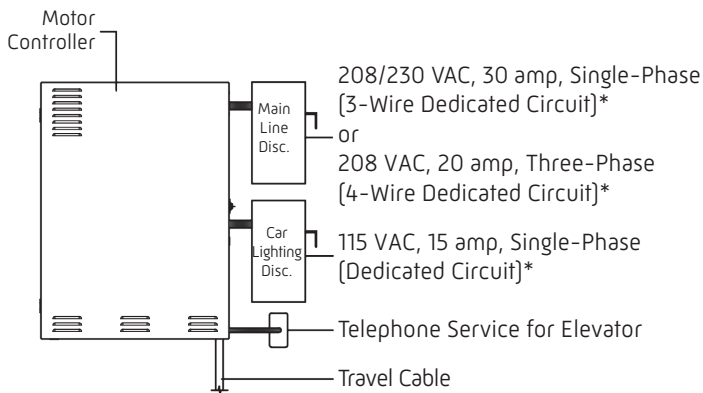 Motor
Controller
Main
Line
Disc.
208/230 VAC, 30 amp, Single-Phase
(3-Wire Dedicated Circuit)*
or
208 VAC, 20 amp, Three-Phase
(4-Wire Dedicated Circuit)*
Car
Lighting
Disc.
115 VAC, 15 amp, Single-Phase
(Dedicated Circuit)*
Telephone Service for Elevator
Travel Cable